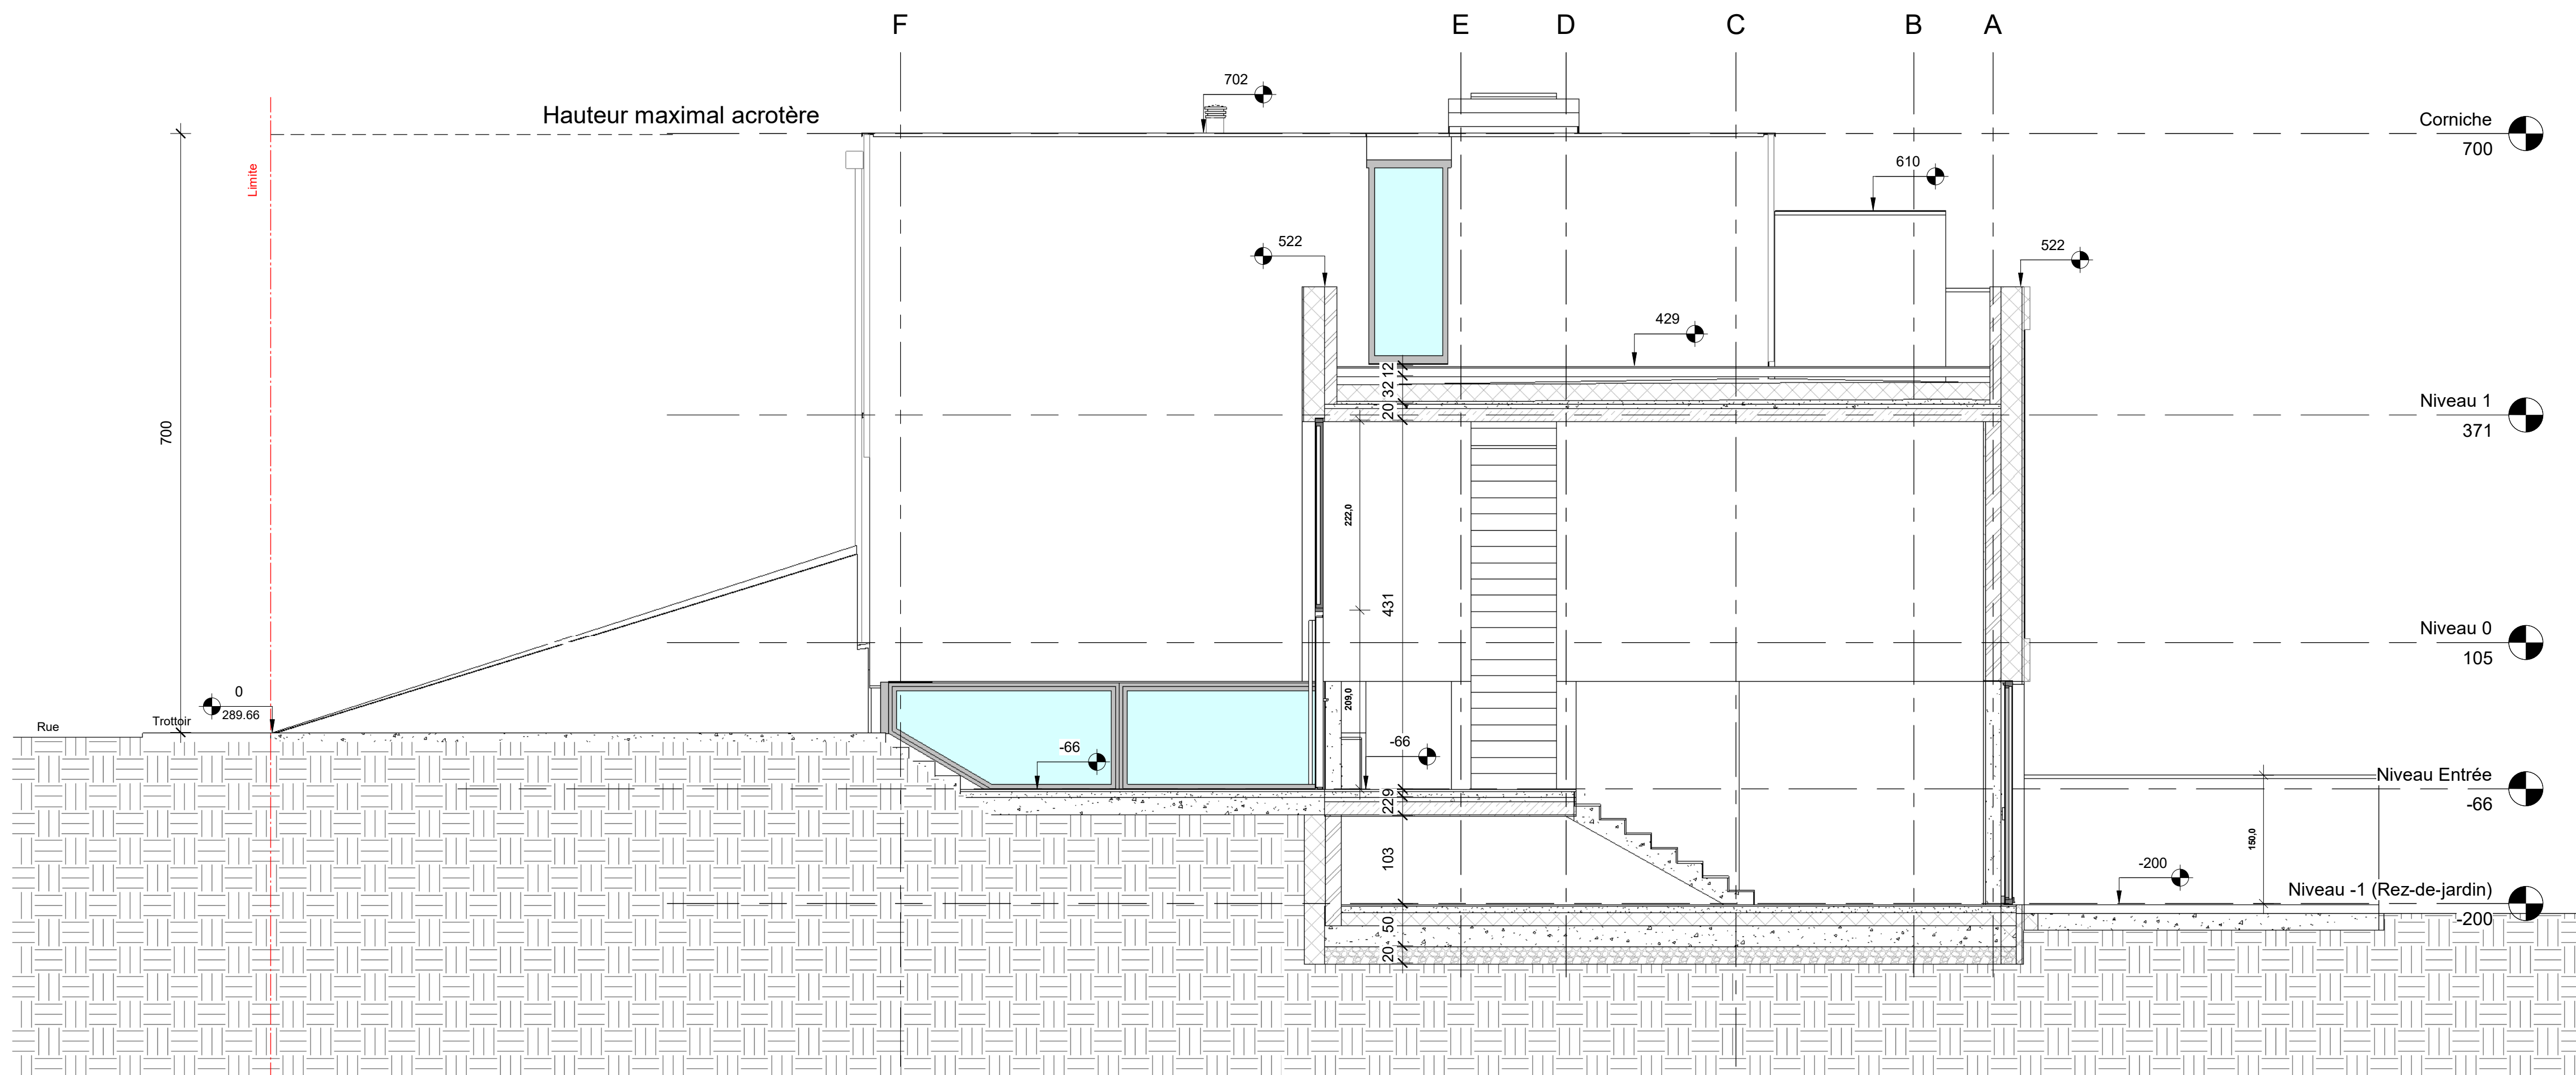 F
E
D
C
B
A
702
Hauteur maximal acrotère
Corniche
700
Limite
610
522
522
429
12
32
20
Niveau 1
371
700
222,0
431
Niveau 0
105
0
289.66
Rue
Trottoir
209,0
-66
-66
Niveau Entrée
-66
229
150,0
103
-200
Niveau -1 (Rez-de-jardin)
-200
50
20